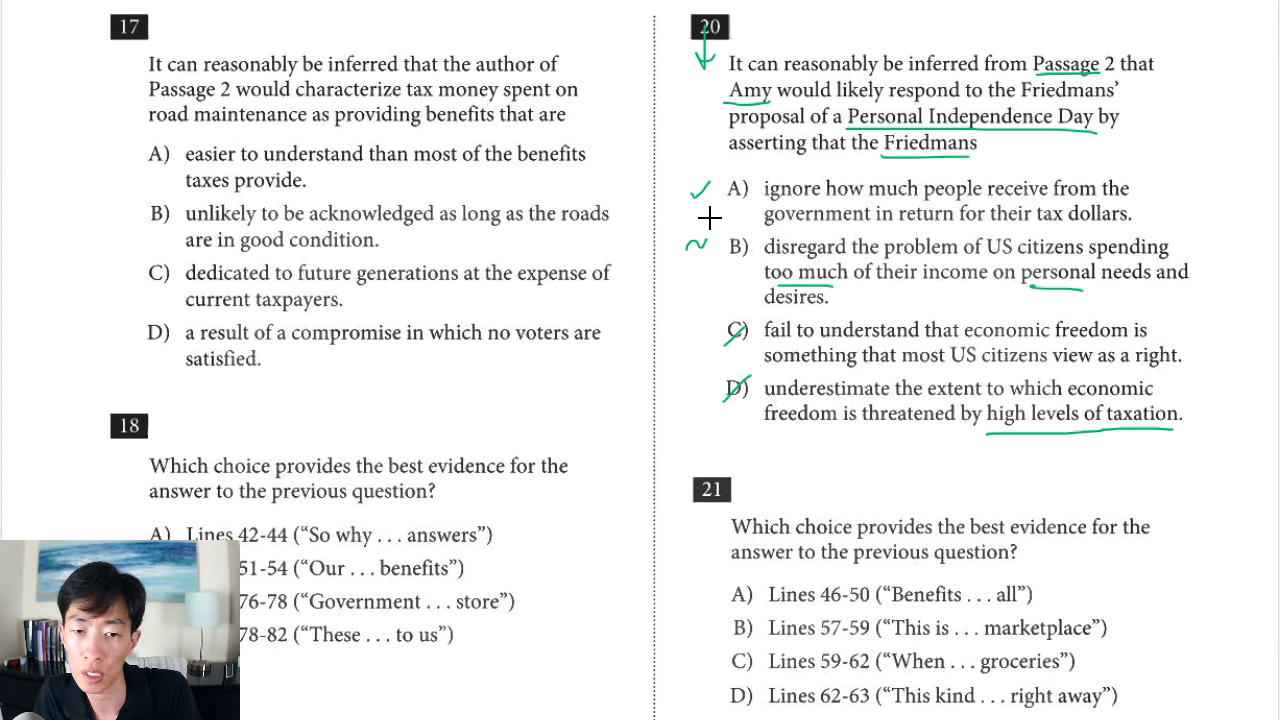 17
It can reasonably be inferred that the author of
Passage 2 would characterize tax money spent on
road maintenance as providing benefits that are
A) easier to understand than most of the benefits
taxes provide.
B) unlikely to be acknowledged as long as the roads
are in good condition.
C) dedicated to future generations at the expense of
current taxpayers.
D) a result of a compromise in which no voters are
satisfied.
18
Which choice provides the best evidence for the
answer to the previous question?
A) Lines 42-44 (“So why . . . answers”)
51-54 (“Our . . . benefits”)
76-78 (“Government . . . store”)
78-82 (“These . . . to us”)
20
It can reasonably be inferred from Passage 2 that
Amy would likely respond to the Friedmans’
proposal of a Personal Independence Day by
asserting that the Friedmans
A) ignore how much people receive from the
government in return for their tax dollars.
B) disregard the problem of US citizens spending
too much of their income on personal needs and
desires.
C) fail to understand that economic freedom is
something that most US citizens view as a right.
D) underestimate the extent to which economic
freedom is threatened by high levels of taxation.
21
Which choice provides the best evidence for the
answer to the previous question?
A) Lines 46-50 (“Benefits . . . all”)
B) Lines 57-59 (“This is . . . marketplace”)
C) Lines 59-62 (“When . . . groceries”)
D) Lines 62-63 (“This kind . . . right away”)